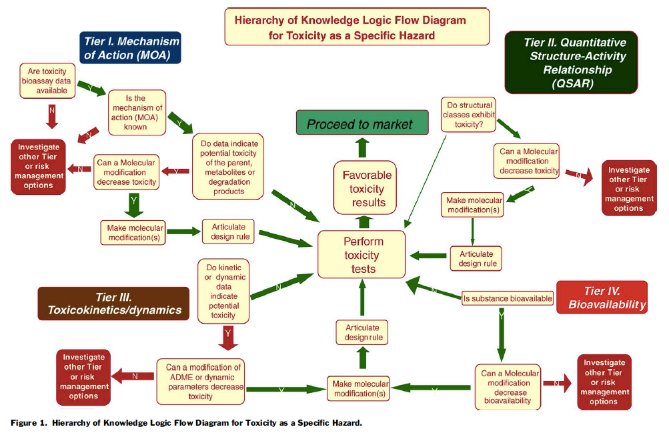 Hierarchy of Knowledge Logic Flow Diagram
for Toxicity as a Specific Hazard
Tier I. Mechanism
of Action (MOA)
Are toxicity
bioassay data
available
Y
N
Is the
mechanism of
action (MOA)
known
Y
N
Investigate
other Tier
or risk
management
options
Do data indicate
potential toxicity
of the parent,
metabolites or
degradation
products
Y
N
Can a Molecular
modification
decrease toxicity
N
Y
Make molecular
modification(s)
Articulate
design rule
Proceed to market
Favorable
toxicity
results
Perform
toxicity
tests
Tier II. Quantitative
Structure-Activity
Relationship
(QSAR)
Do structural
classes exhibit
toxicity?
Y
N
Can a Molecular
modification
decrease toxicity
N
Y
Investigate
other Tier
or risk
management
options
Make molecular
modification(s)
Articulate
design rule
Tier III.
Toxicokinetics/dynamics
Do kinetic
or dynamic
data
indicate
potential
toxicity
N
Y
Can a modification of
ADME or dynamic
parameters decrease
toxicity
N
Y
Investigate
other Tier
or risk
management
options
Make molecular
modification(s)
Articulate
design rule
Tier IV.
Bioavailability
Is substance bioavailable
N
Y
Can a Molecular
modification
decrease
bioavailability
Y
N
Investigate
other Tier
or risk
management
options
Figure 1. Hierarchy of Knowledge Logic Flow Diagram for Toxicity as a Specific Hazard.